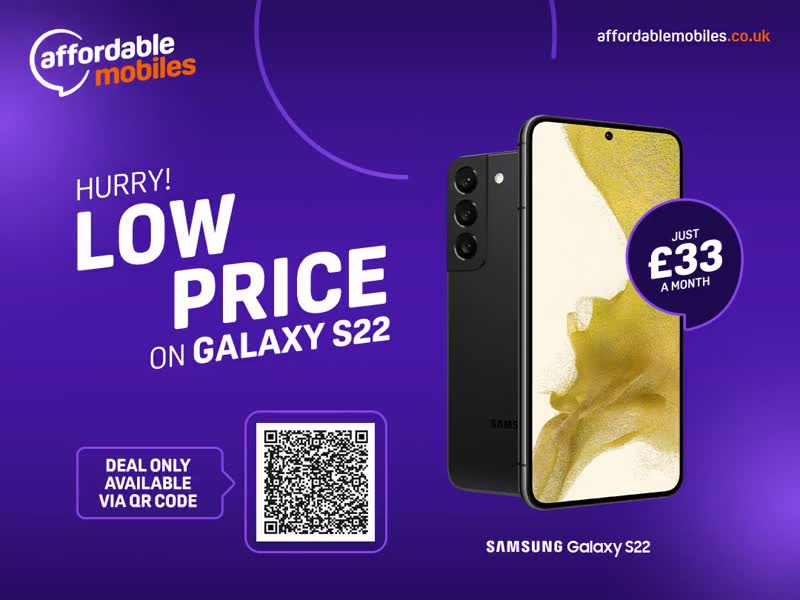 affordable
mobiles
affordablemobiles.co.uk
HURRY!
LOW
PRICE
ON GALAXY S22
JUST
£33
A MONTH
SAMS
DEAL ONLY
AVAILABLE
VIA QR CODE
SAMSUNG Galaxy S22